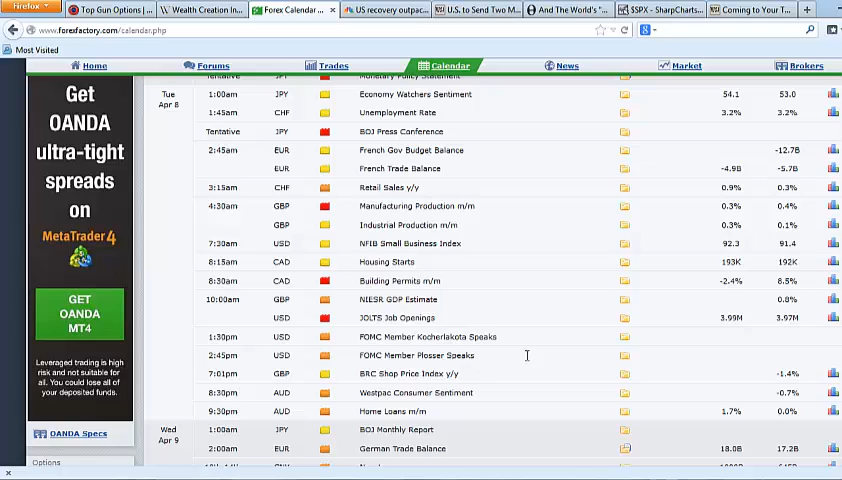 Firefox
Top Gun Options | ...
Wealth Creation In...
Forex Calendar ...
US recovery outpac...
U.S. to Send Two M...
And The World's "...
$SPX - SharpCharts...
Coming to Your T...
www.forexfactory.com/calendar.php
Most Visited
Home Forums Trades Calendar News Market Brokers
Get
OANDA
ultra-tight
spreads
on
MetaTrader 4
GET
OANDA
MT4
Leveraged trading is high
risk and not suitable for
all. You could lose all of
your deposited funds.
OANDA Specs
Options
Tentative JPY Monetary Policy Statement
Tue
Apr 8
1:00am JPY Economy Watchers Sentiment 54.1 53.0
1:45am CHF Unemployment Rate 3.2% 3.2%
Tentative JPY BOJ Press Conference
2:45am EUR French Gov Budget Balance -12.7B
EUR French Trade Balance -4.9B -5.7B
3:15am CHF Retail Sales y/y 0.9% 0.3%
4:30am GBP Manufacturing Production m/m 0.3% 0.4%
GBP Industrial Production m/m 0.3% 0.1%
7:30am USD NFIB Small Business Index 92.3 91.4
8:15am CAD Housing Starts 193K 192K
8:30am CAD Building Permits m/m -2.4% 8.5%
10:00am GBP NIESR GDP Estimate 0.8%
USD JOLTS Job Openings 3.99M 3.97M
1:30pm USD FOMC Member Kocherlakota Speaks
2:45pm USD FOMC Member Plosser Speaks
7:01pm GBP BRC Shop Price Index y/y -1.4%
8:30pm AUD Westpac Consumer Sentiment -0.7%
9:30pm AUD Home Loans m/m 1.7% 0.0%
Wed
Apr 9
1:00am JPY BOJ Monthly Report
2:00am EUR German Trade Balance 18.0B 17.2B